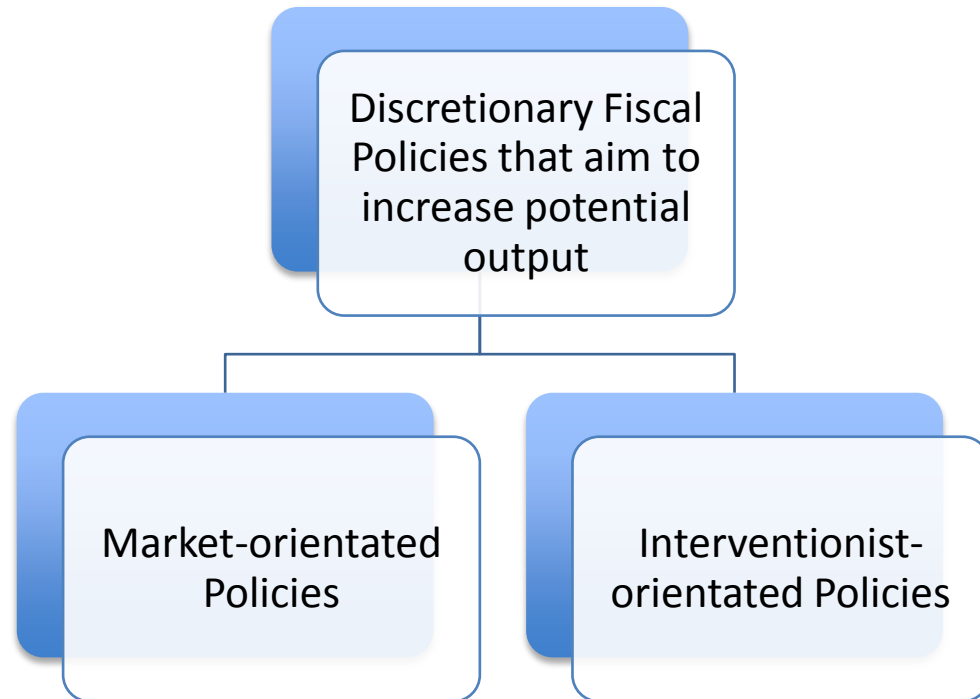 Discretionary Fiscal
Policies that aim to
increase potential
output
Market-orientated
Policies
Interventionist-
orientated Policies